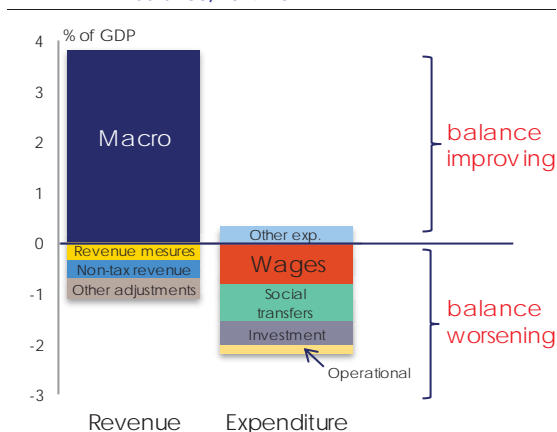 % of GDP
4
3
2
1
0
-1
-2
-3
Macro
Revenue mesures
Non-tax revenue
Other adjustments
Other exp.
Wages
Social
transfers
Investment
Operational
balance
improving
balance
worsening
Revenue
Expenditure